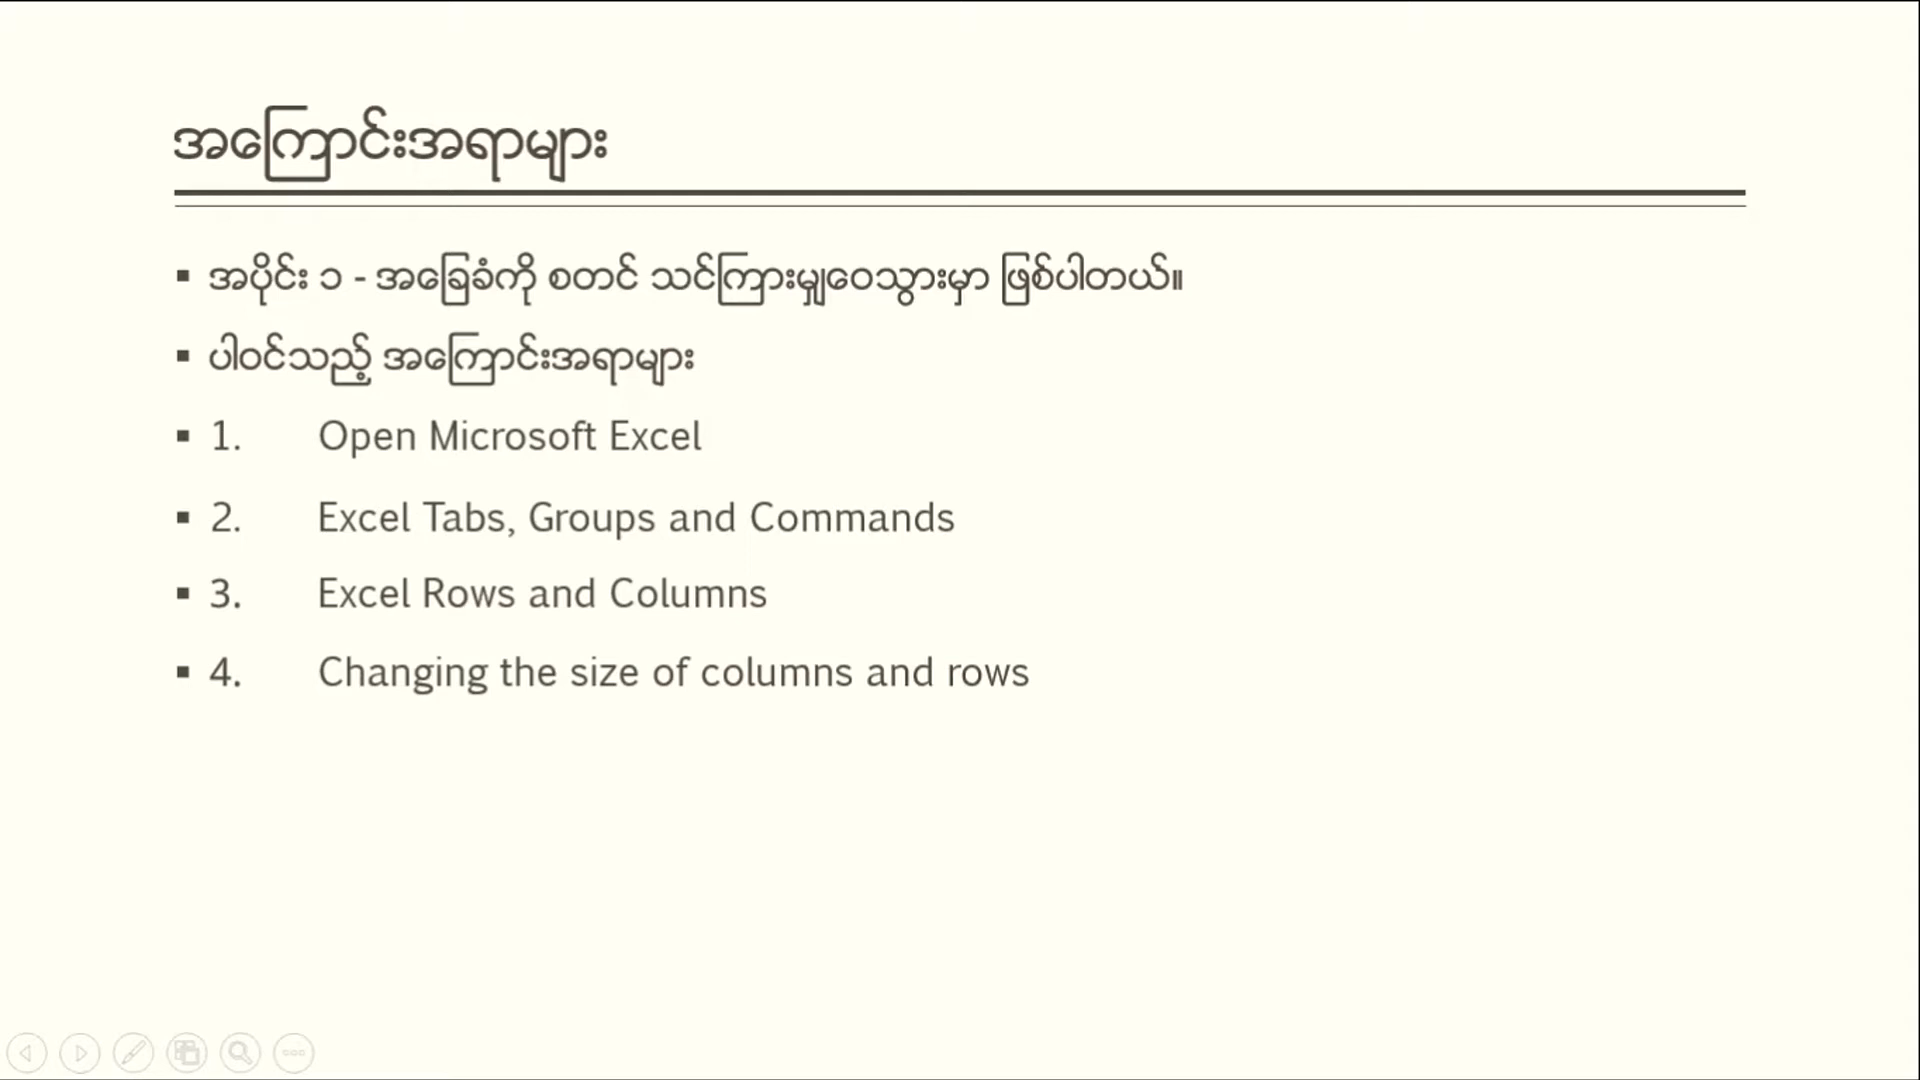 အကြောင်းအရာများ
▪ အပိုင်း ၁ - အခြေခံကို စတင် သင်ကြားမျှဝေသွားမှာ ဖြစ်ပါတယ်။
▪ ပါဝင်သည့် အကြောင်းအရာများ
▪ 1. Open Microsoft Excel
▪ 2. Excel Tabs, Groups and Commands
▪ 3. Excel Rows and Columns
▪ 4. Changing the size of columns and rows